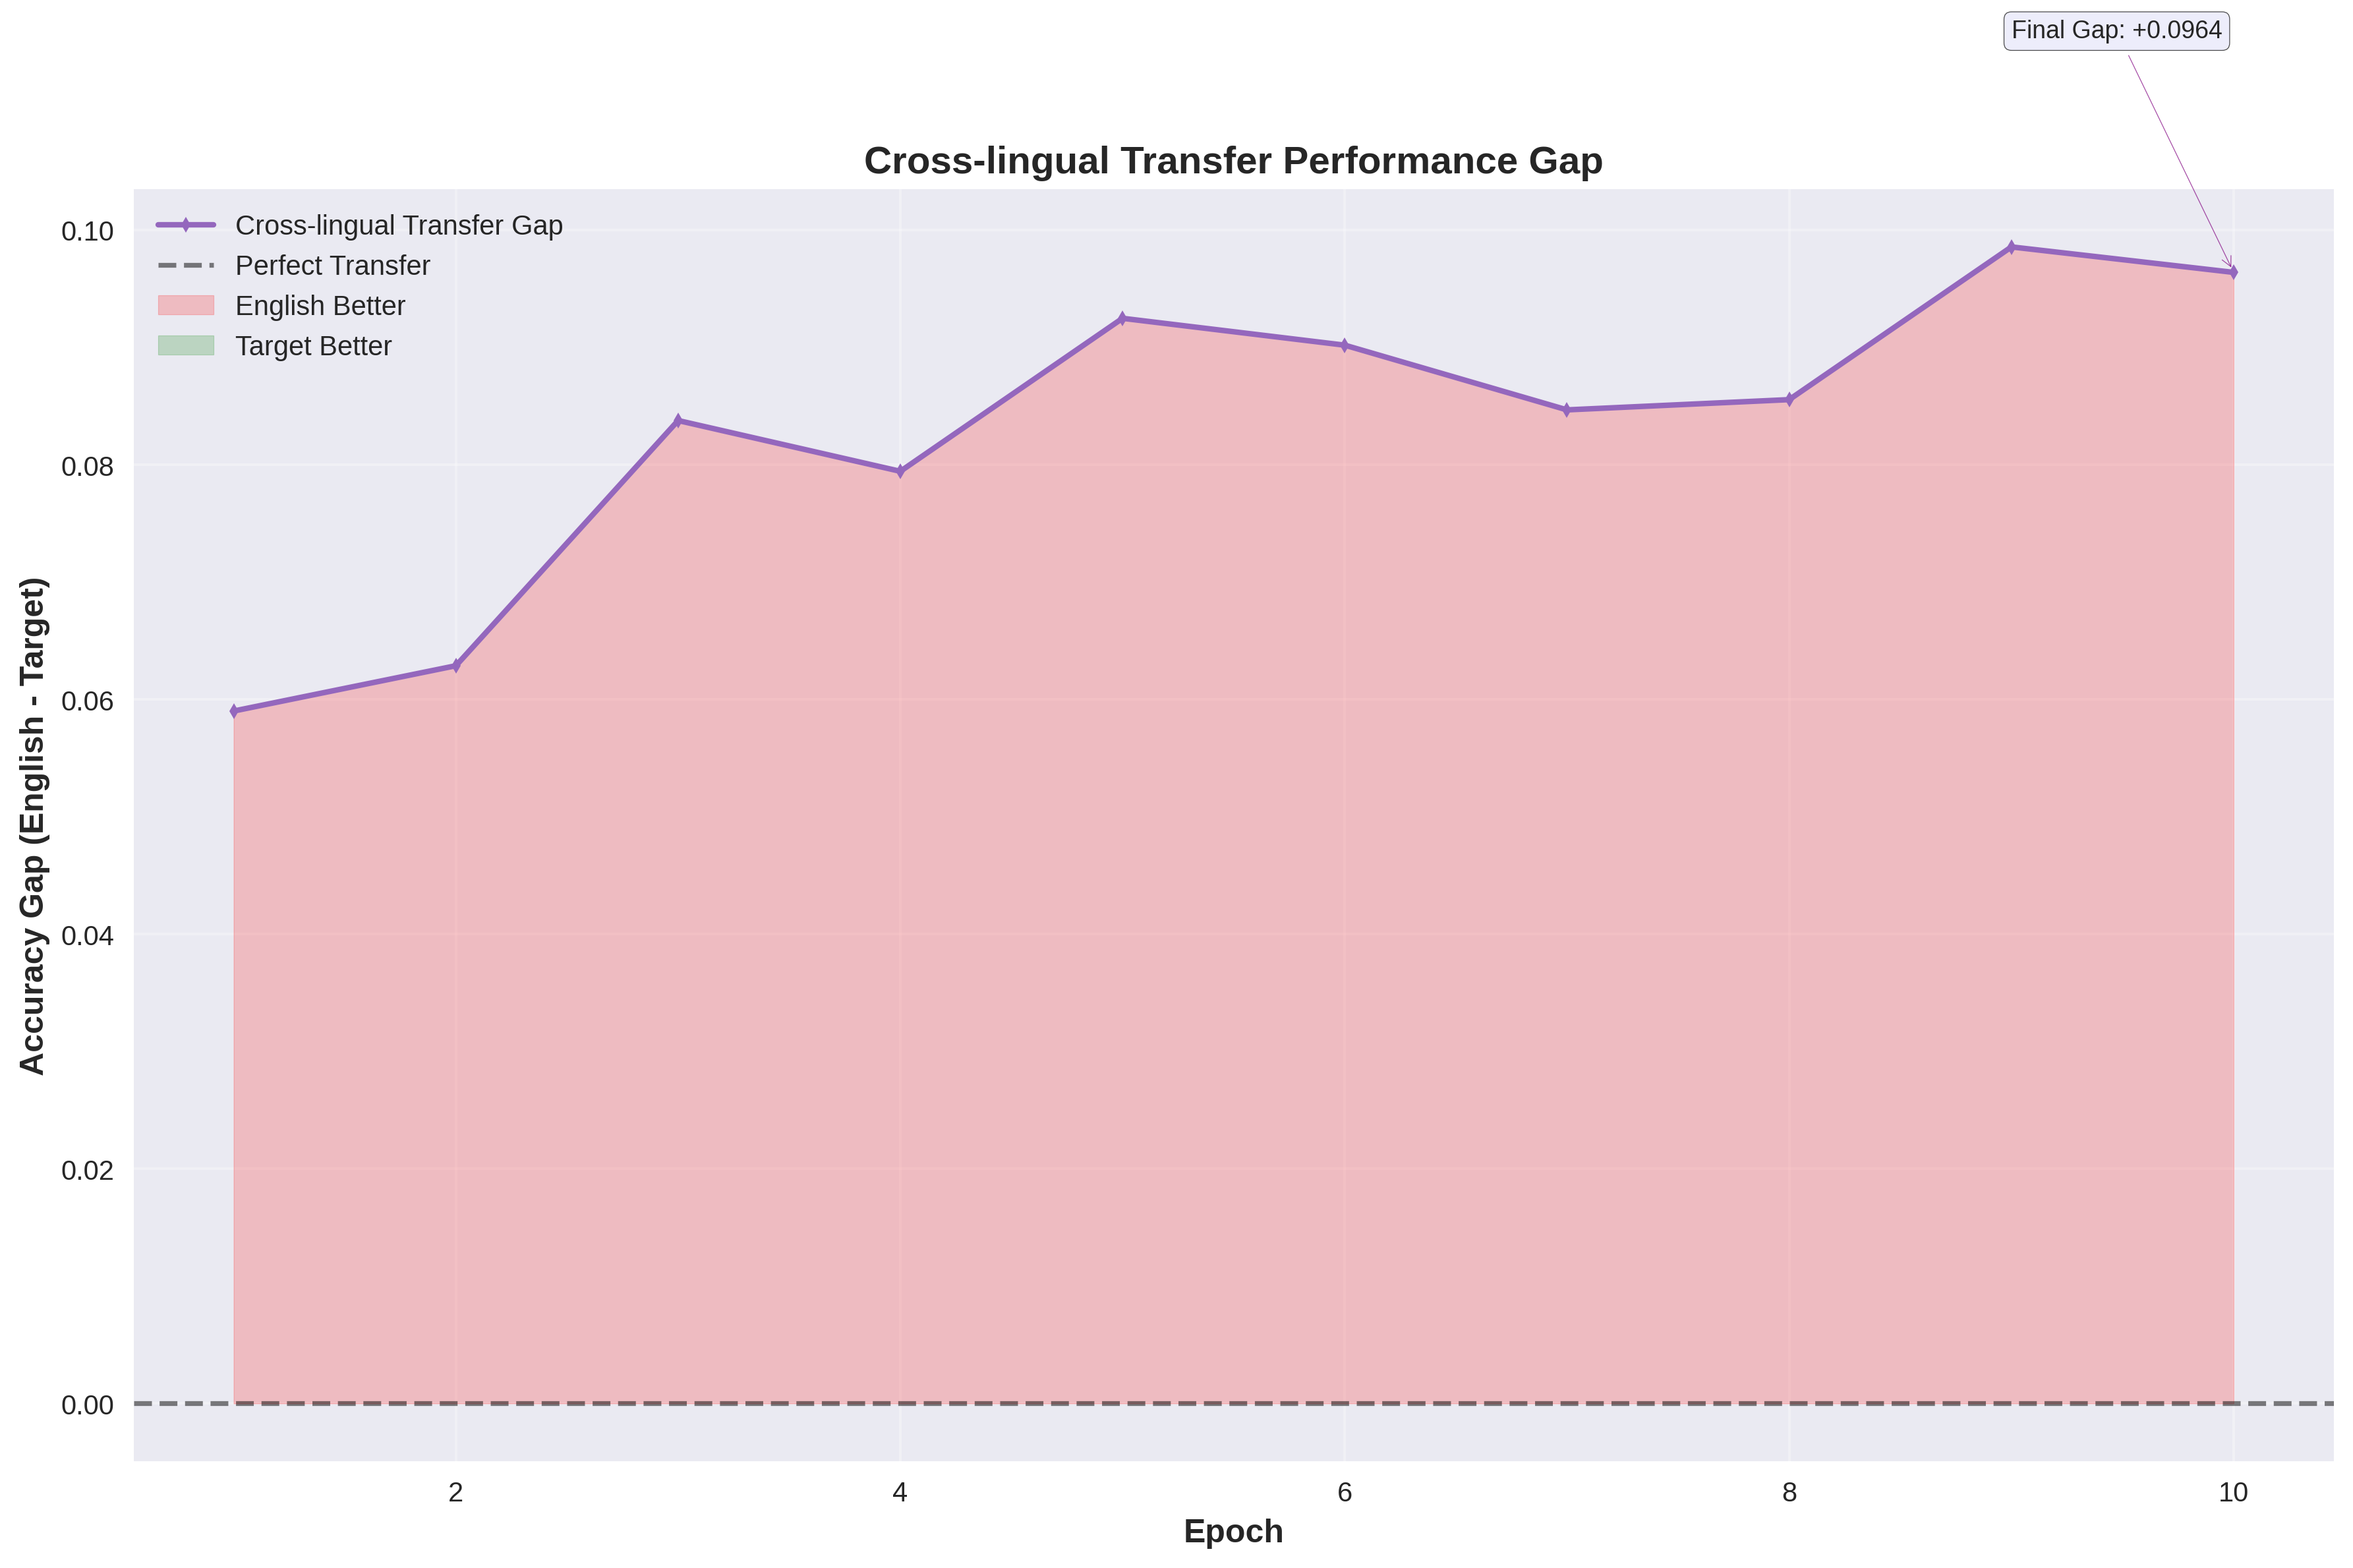 Final Gap: +0.0964
Cross-lingual Transfer Performance Gap
Cross-lingual Transfer Gap
Perfect Transfer
English Better
Target Better
Accuracy Gap (English - Target)
0.10
0.08
0.06
0.04
0.02
0.00
2
4
6
8
10
Epoch